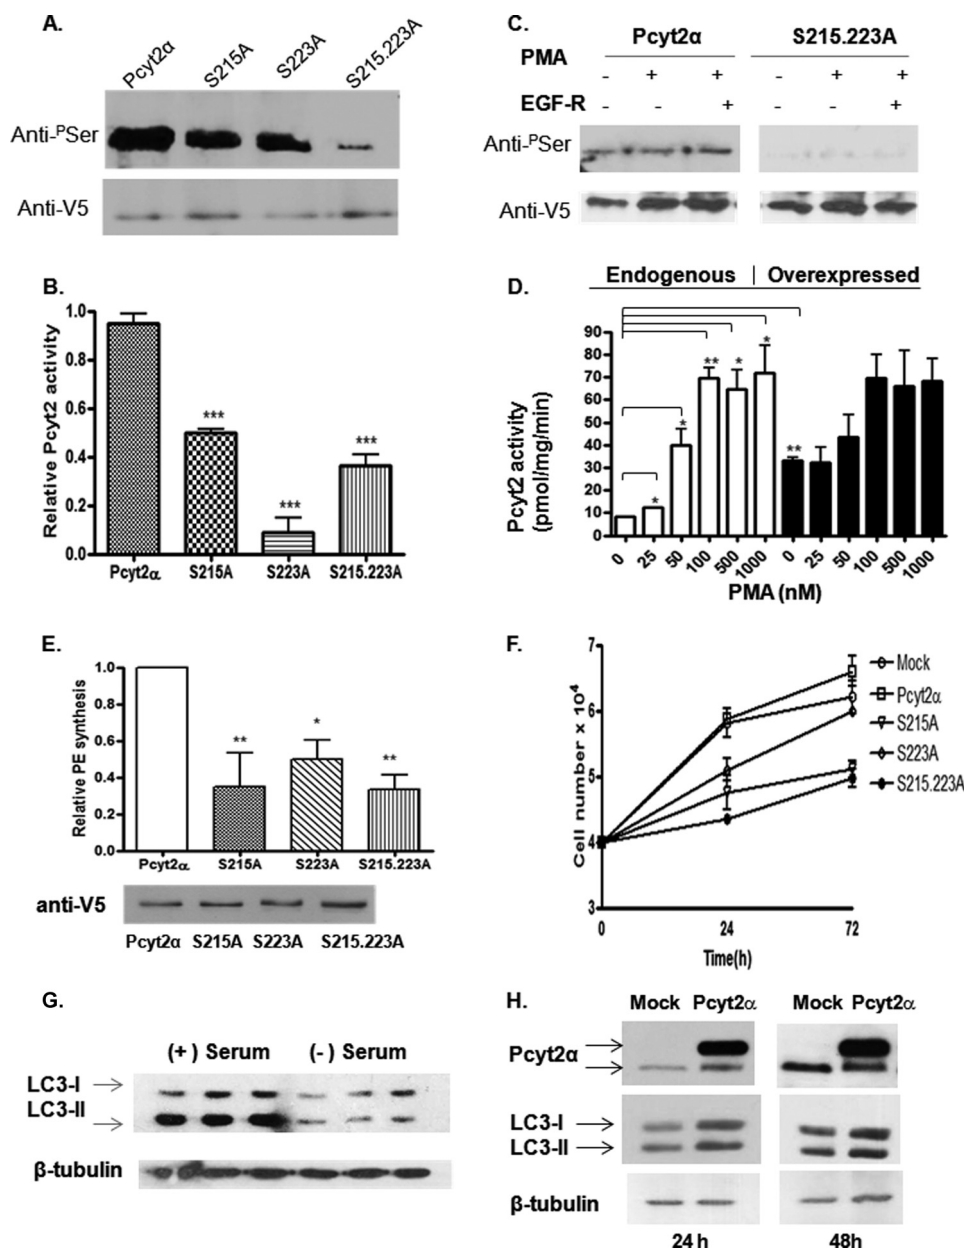 A.
Pcyt2α S215A S223A S215.223A
Anti-PSer
Anti-V5
C.
Pcyt2α S215.223A
PMA
- + + - + +
EGF-R - - + - - +
Anti-PSer
Anti-V5
B.
Relative Pcyt2 activity
1.0
0.8
0.6
0.4
0.2
0.0
***
***
***
Pcyt2α S215A S223A S215.223A
D.
Endogenous | Overexpressed
Pcyt2 activity
(pmol/mg/min)
90
80
70
60
50
40
30
20
10
0
* * ** * * **
0 25 50 100 500 1000 0 25 50 100 500 1000
PMA (nM)
E.
Relative PE synthesis
1.0
0.8
0.6
0.4
0.2
0.0
** * **
Pcyt2α S215A S223A S215.223A
anti-V5
Pcyt2α S215A S223A S215.223A
F.
Cell number x 10⁴
7
6
5
4
3
0 24 72
Time(h)
Mock
Pcyt2α
S215A
S223A
S215.223A
G.
(+) Serum (-) Serum
LC3-I
LC3-II
β-tubulin
H.
Mock Pcyt2α Mock Pcyt2α
Pcyt2α
LC3-I
LC3-II
β-tubulin
24h 48h